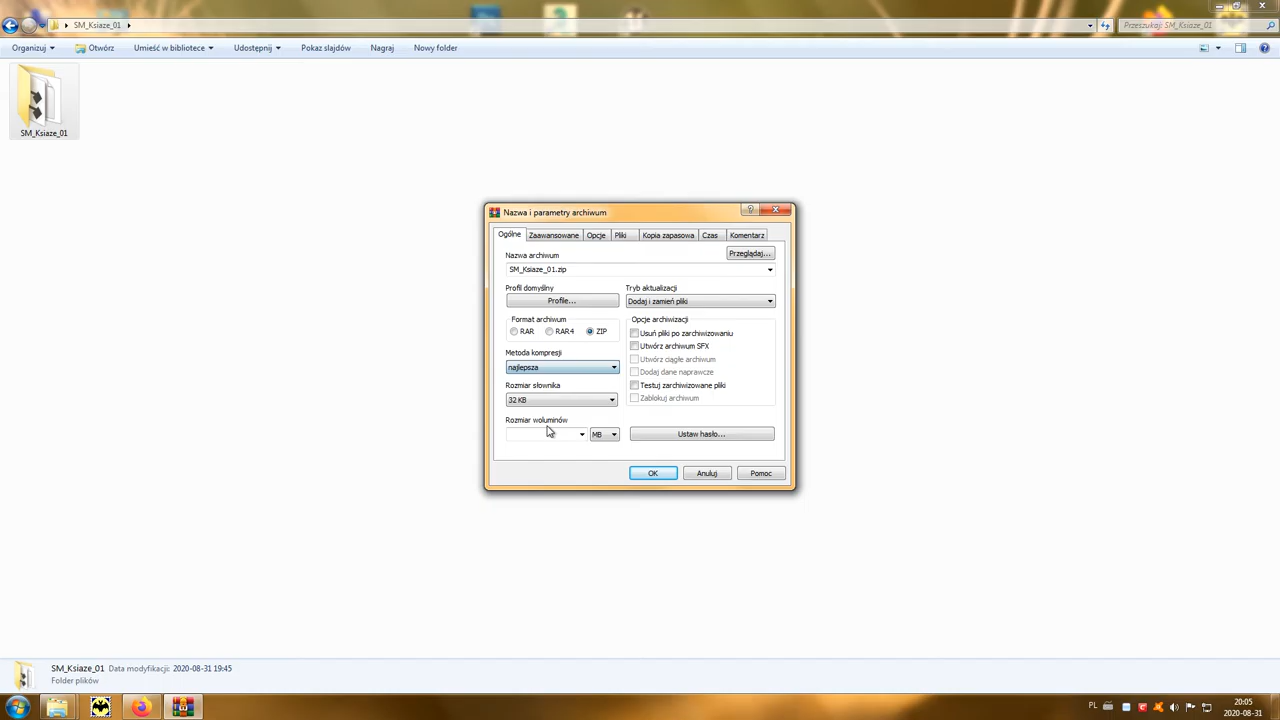 SM_Ksiaze_01
Przeszukaj: SM_Ksiaze_01
Organizuj
Otwórz
Umieść w bibliotece
Udostępnij
Pokaz slajdów
Nagraj
Nowy folder
SM_Ksiaze_01
Nazwa i parametry archiwum
Ogólne
Zaawansowane
Opcje
Pliki
Kopia zapasowa
Czas
Komentarz
Nazwa archiwum
Przeglądaj...
SM_Ksiaze_01.zip
Profil domyślny
Profile...
Tryb aktualizacji
Dodaj i zamień pliki
Format archiwum
RAR
RAR4
ZIP
Metoda kompresji
najlepsza
Rozmiar słownika
32 KB
Rozmiar woluminów
MB
Opcje archiwizacji
Usuń pliki po zarchiwizowaniu
Utwórz archiwum SFX
Utwórz ciągłe archiwum
Dodaj dane naprawcze
Testuj zarchiwizowane pliki
Zablokuj archiwum
Ustaw hasło...
OK
Anuluj
Pomoc
SM_Ksiaze_01 Data modyfikacji: 2020-08-31 19:45
Folder plików
PL
20:05
2020-08-31